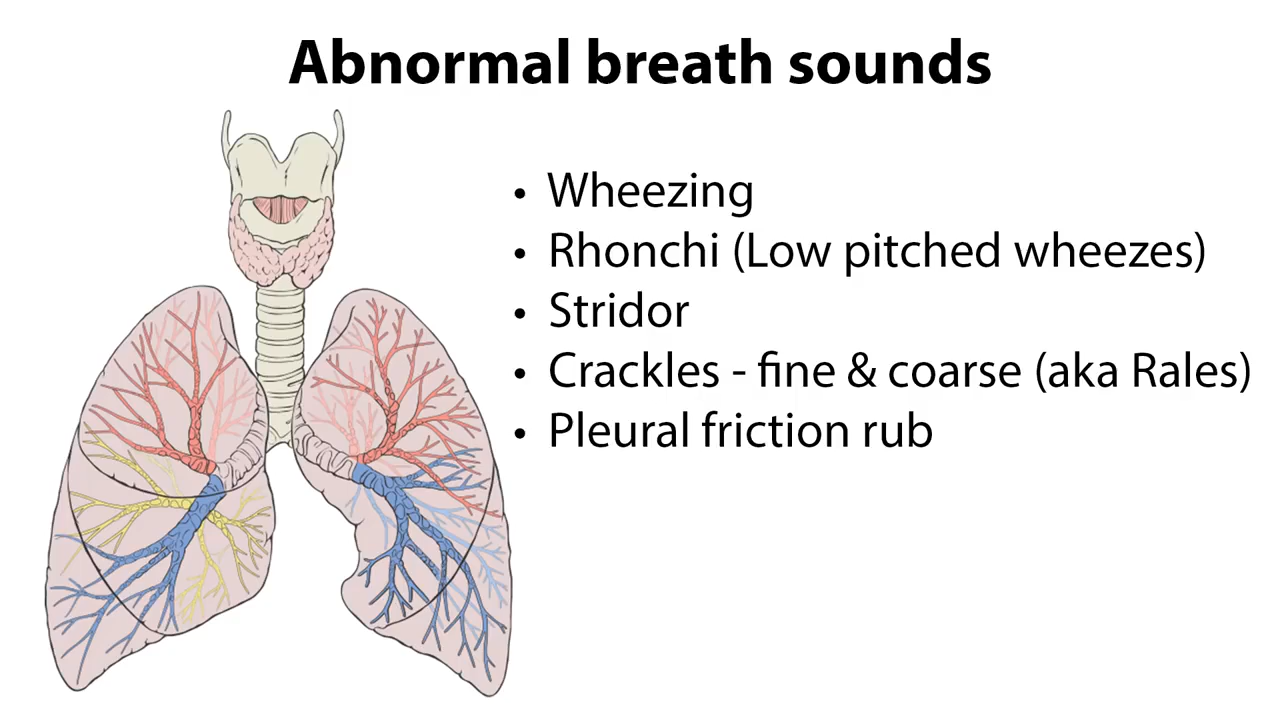 Abnormal breath sounds
• Wheezing
• Rhonchi (Low pitched wheezes)
• Stridor
• Crackles - fine & coarse (aka Rales)
• Pleural friction rub